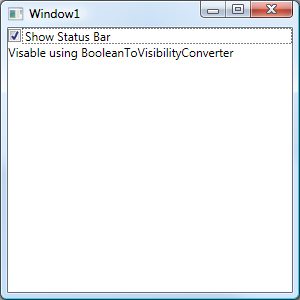 Window1
Show Status Bar
Visable using BooleanToVisibilityConverter